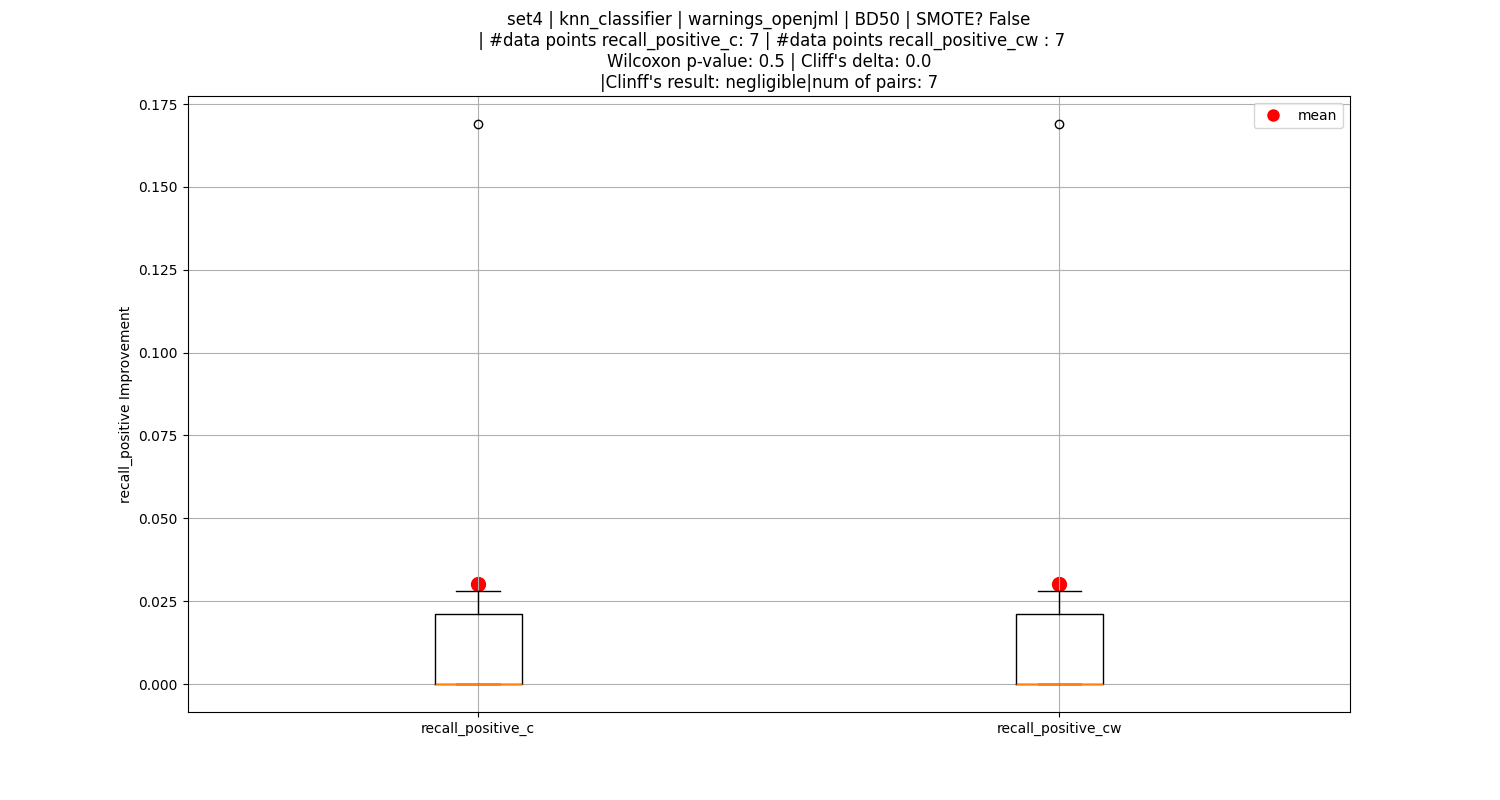 set4 | knn_classifier | warnings_openjml | BD50 | SMOTE? False
| #data points recall_positive_c: 7 | #data points recall_positive_cw : 7
Wilcoxon p-value: 0.5 | Cliff's delta: 0.0
|Clinff's result: negligible|num of pairs: 7
mean
0.175
0.150
0.125
0.100
0.075
0.050
0.025
0.000
recall_positive Improvement
recall_positive_c
recall_positive_cw